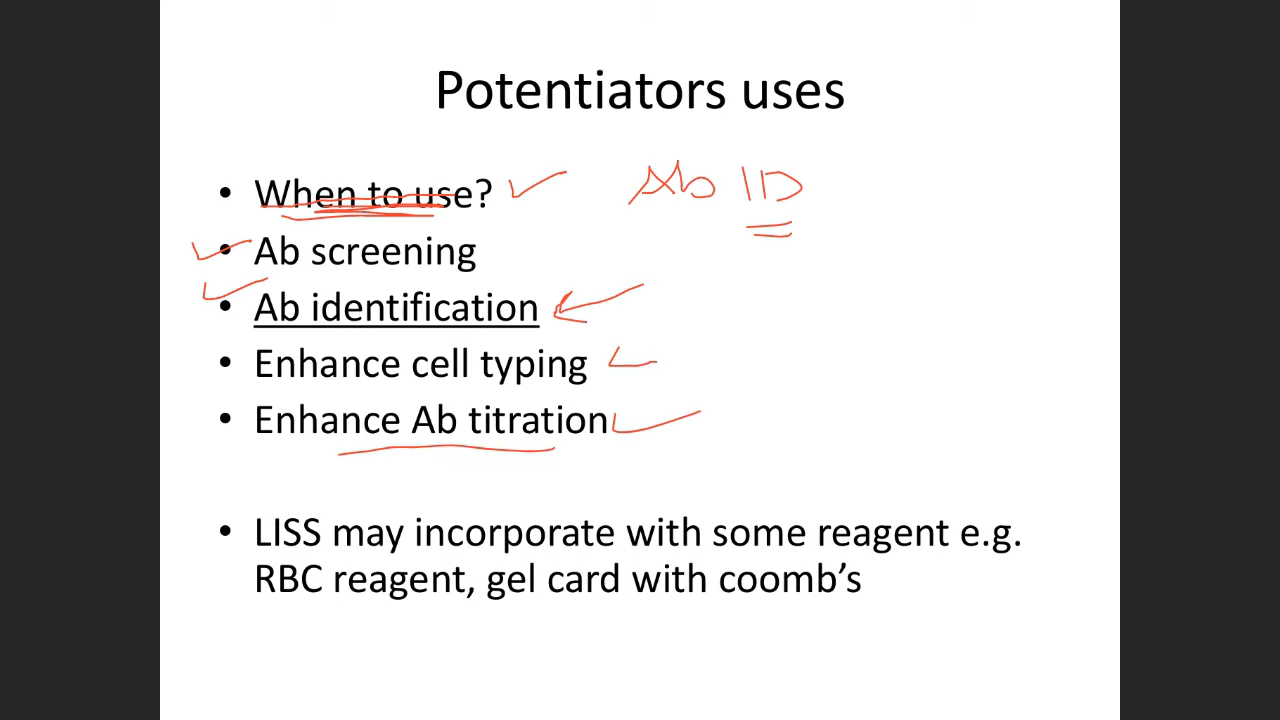 Potentiators uses
• When to use? Ab ID
• Ab screening
• Ab identification
• Enhance cell typing
• Enhance Ab titration
• LISS may incorporate with some reagent e.g.
RBC reagent, gel card with coomb’s